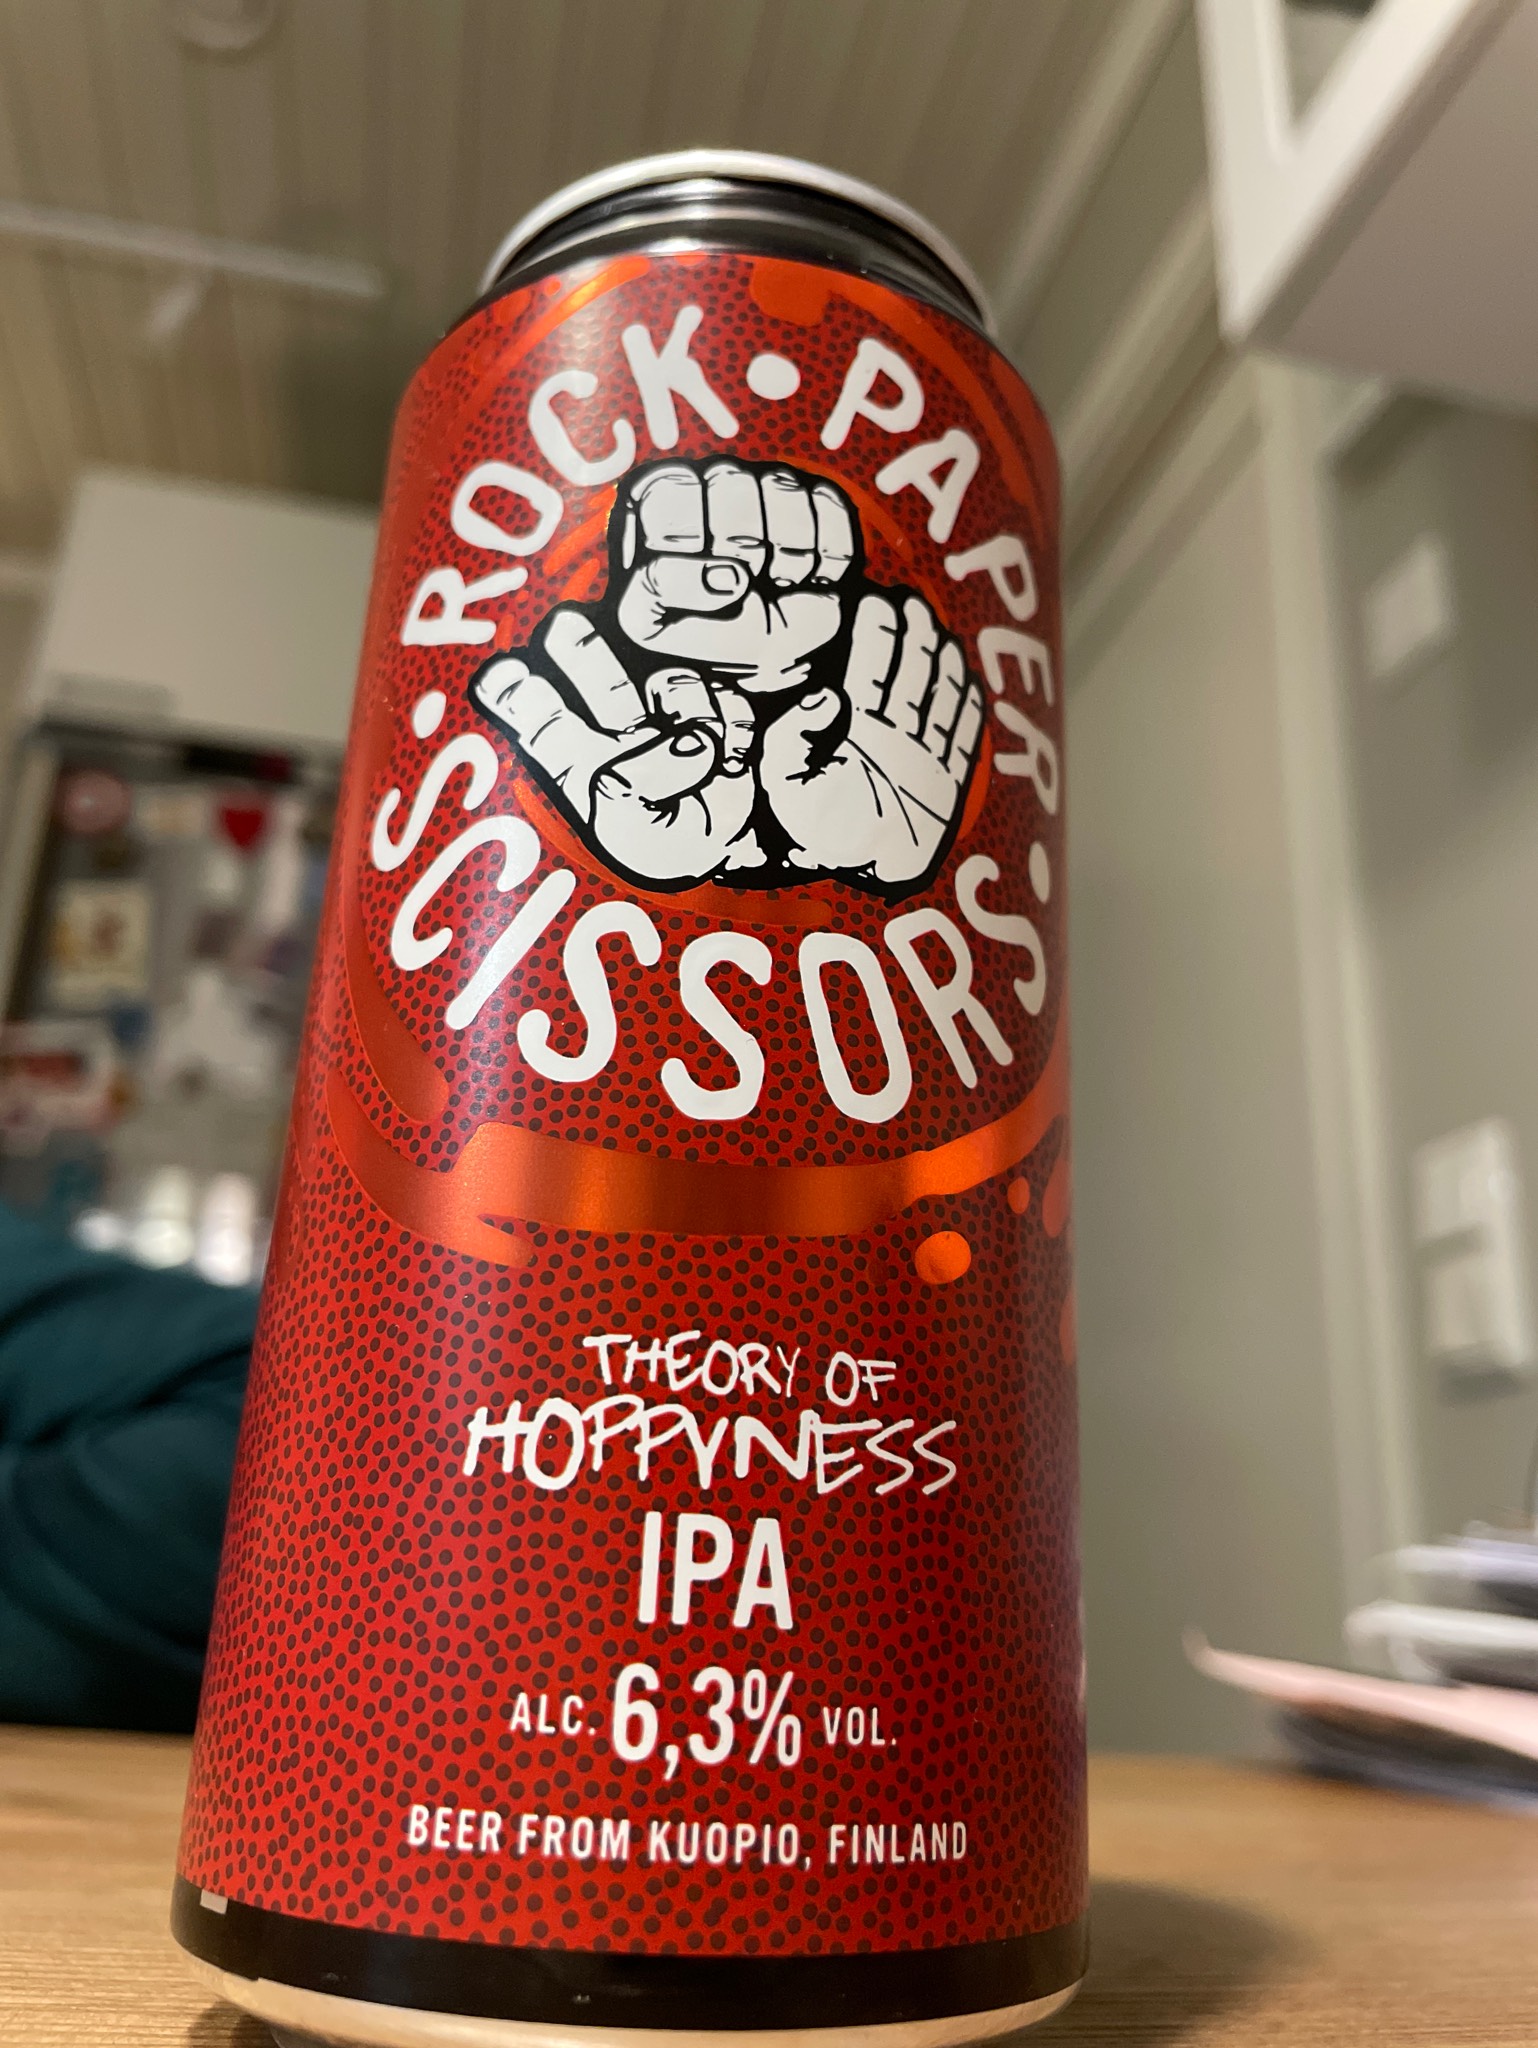 ROCK • PAPER • SCISSORS •
THEORY OF
HOPPYNESS
IPA
ALC. 6,3% VOL.
BEER FROM KUOPIO, FINLAND